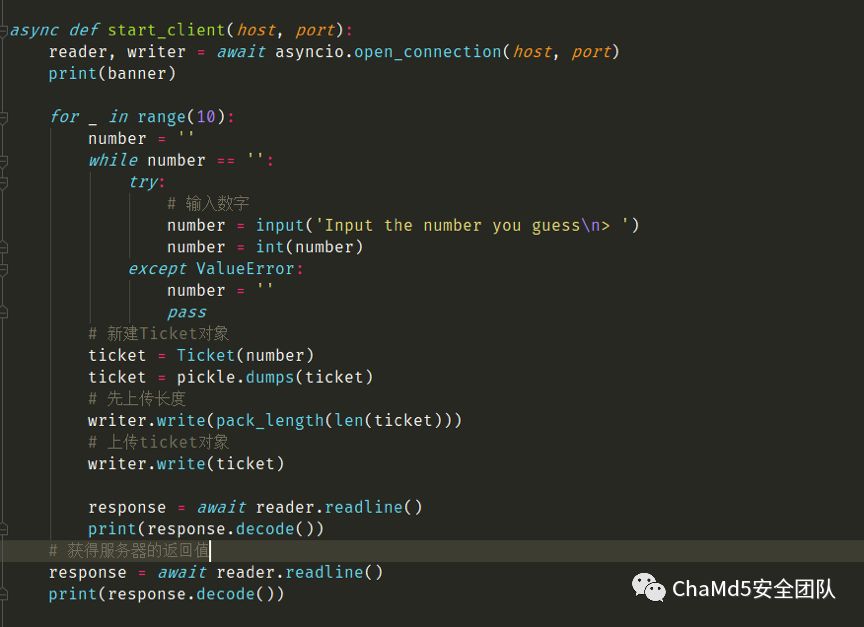 async def start_client(host, port):
    reader, writer = await asyncio.open_connection(host, port)
    print(banner)

    for _ in range(10):
        number = ''
        while number == '':
            try:
                # 输入数字
                number = input('Input the number you guess\n> ')
                number = int(number)
            except ValueError:
                number = ''
                pass
        # 新建Ticket对象
        ticket = Ticket(number)
        ticket = pickle.dumps(ticket)
        # 先上传长度
        writer.write(pack_length(len(ticket)))
        # 上传ticket对象
        writer.write(ticket)

        response = await reader.readline()
        print(response.decode())
    # 获得服务器的返回值
    response = await reader.readline()
    print(response.decode())
ChaMd5安全团队